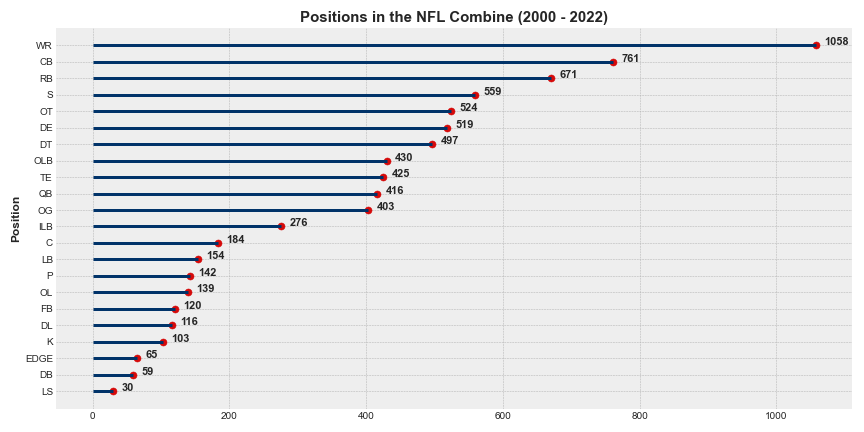 Positions in the NFL Combine (2000 - 2022)
Position
WR 1058
CB 761
RB 671
S 559
OT 524
DE 519
DT 497
OLB 430
TE 425
QB 416
OG 403
ILB 276
C 184
LB 154
P 142
OL 139
FB 120
DL 116
K 103
EDGE 65
DB 59
LS 30
0 200 400 600 800 1000